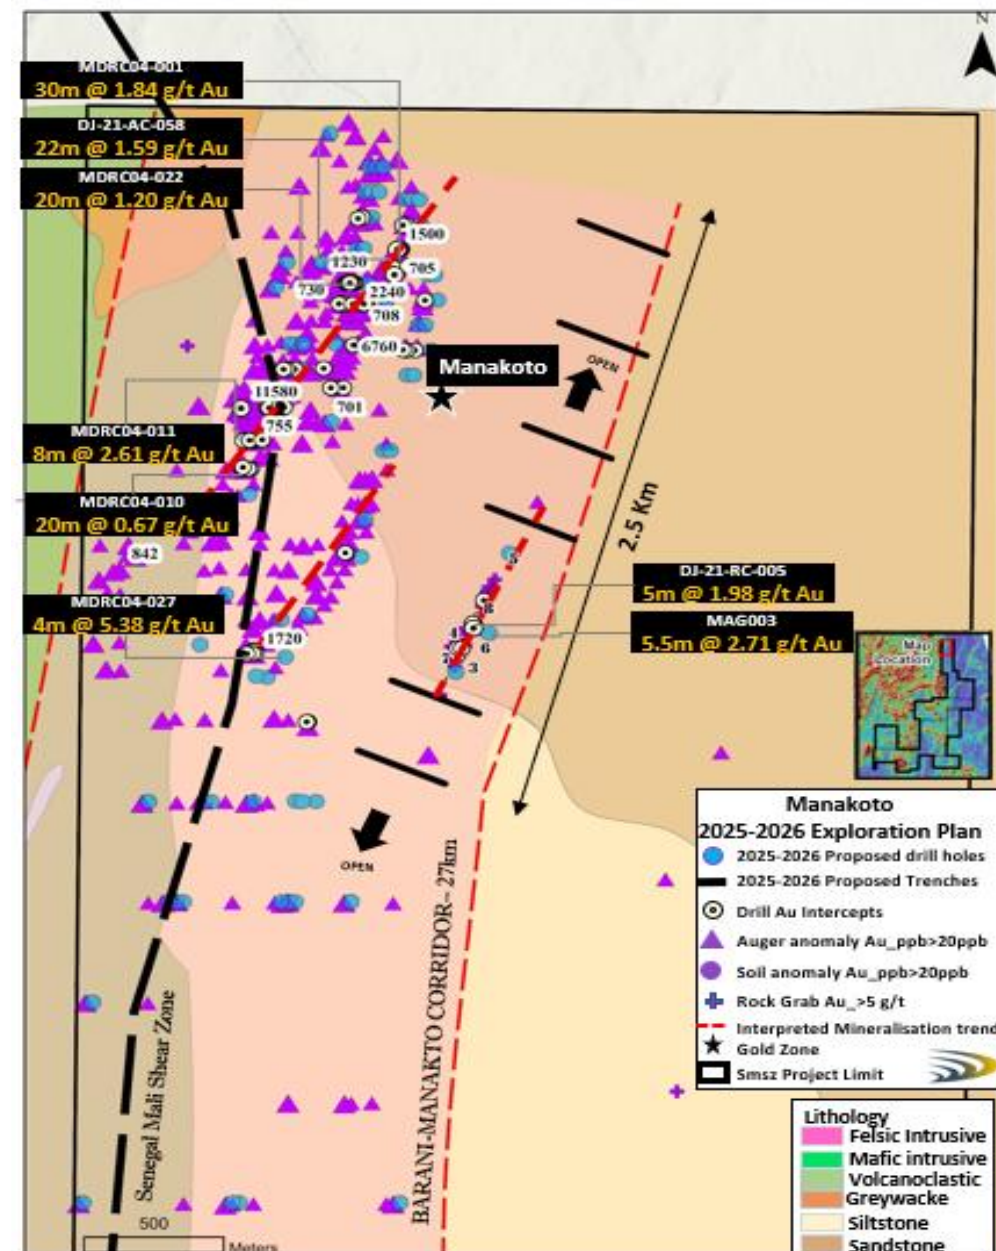 N
MDRC04-001
30m @ 1.84 g/t Au
DJ-21-AC-058
22m @ 1.59 g/t Au
MDRC04-022
20m @ 1.20 g/t Au
1500
1230
705
730
2240
708
6760
Manakoto
OPEN
11580
701
755
MDRC04-011
8m @ 2.61 g/t Au
MDRC04-010
20m @ 0.67 g/t Au
842
2.5 Km
5
DJ-21-RC-005
5m @ 1.98 g/t Au
8
MDRC04-027
4m @ 5.38 g/t Au
MAG003
5.5m @ 2.71 g/t Au
1720
4
6
2
3
Map
Location
OPEN
Manakoto
2025-2026 Exploration Plan
2025-2026 Proposed drill holes
2025-2026 Proposed Trenches
Drill Au Intercepts
Auger anomaly Au_ppb>20ppb
Soil anomaly Au_ppb>20ppb
Rock Grab Au_>5 g/t
Interpreted Mineralisation trend
Gold Zone
Smsz Project Limit
BARANI-MANAKTO CORRIDOR– 27km
Senegal Mali Shear Zone
Lithology
Felsic Intrusive
Mafic intrusive
Volcanoclastic
Greywacke
Siltstone
Sandstone
500
Meters